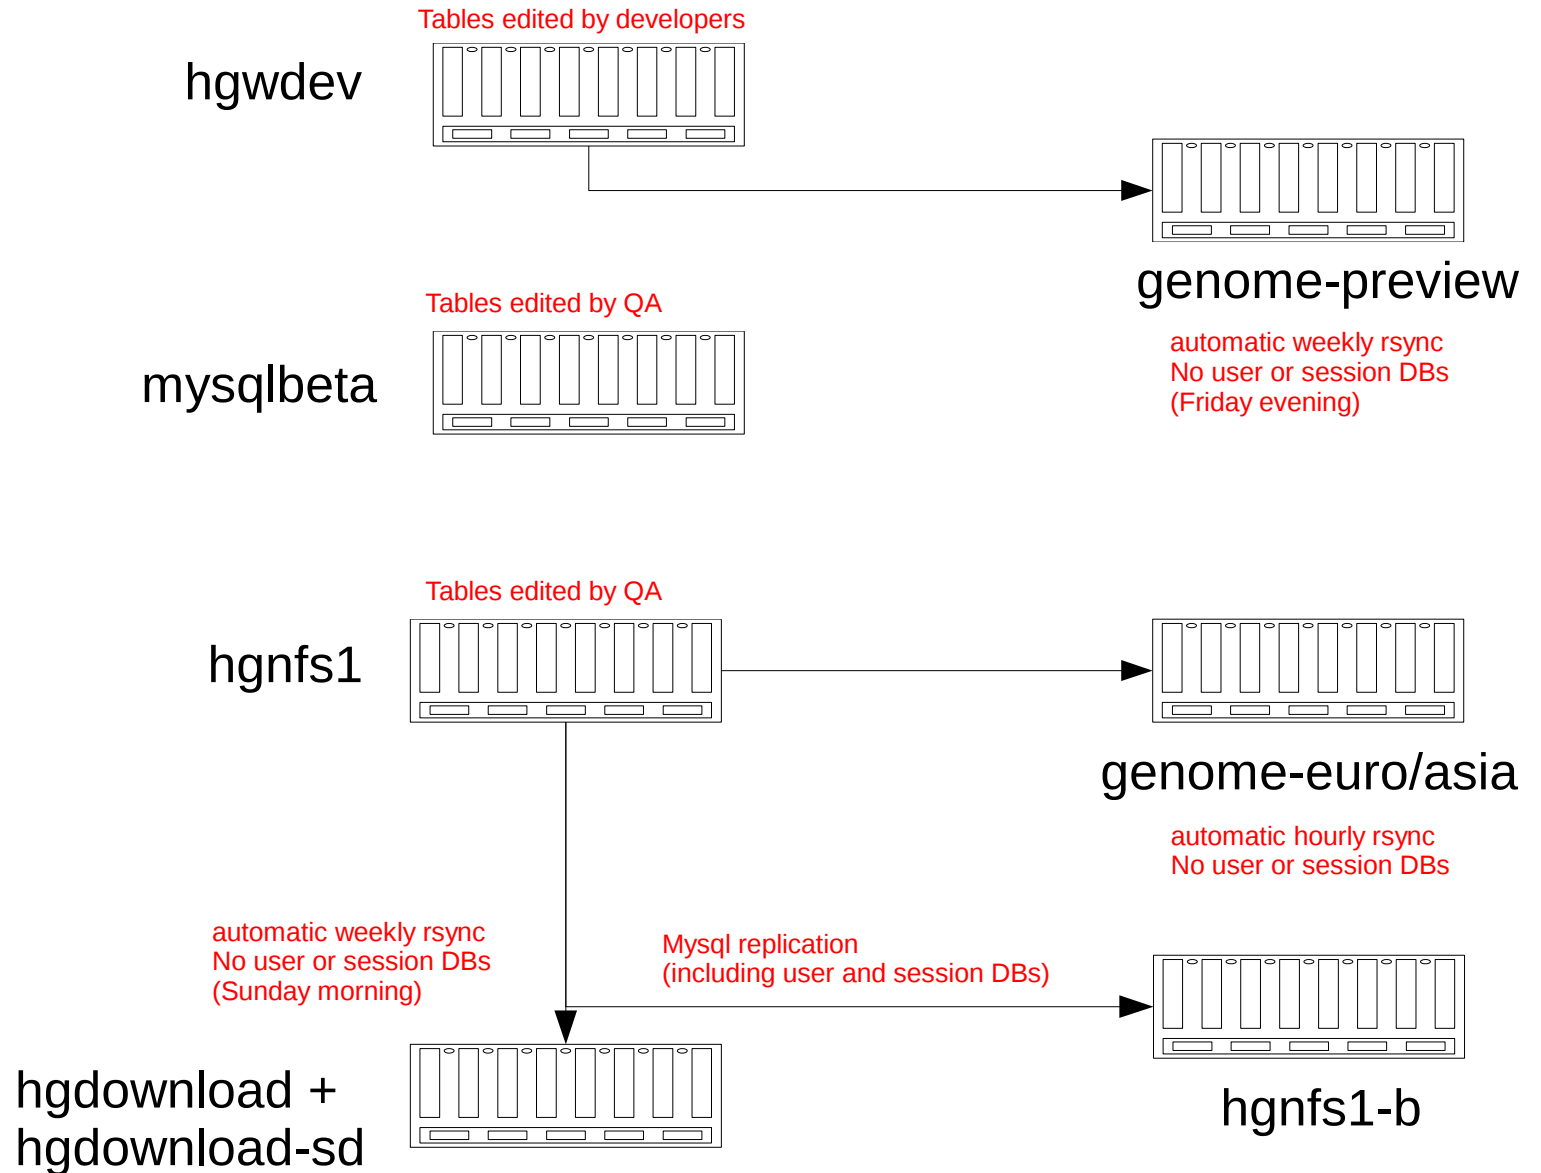 Tables edited by developers
hgwdev
genome-preview
automatic weekly rsync
No user or session DBs
(Friday evening)
Tables edited by QA
mysqlbeta
Tables edited by QA
hgnfs1
genome-euro/asia
automatic hourly rsync
No user or session DBs
automatic weekly rsync
No user or session DBs
(Sunday morning)
Mysql replication
(including user and session DBs)
hgdownload +
hgdownload-sd
hgnfs1-b